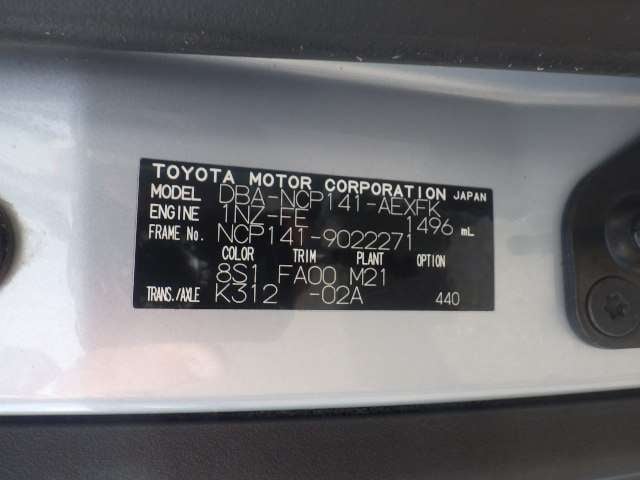 TOYOTA MOTOR CORPORATION JAPAN
MODEL DBA-NCP141-AEXFK
ENGINE 1NZ-FE 1496 mL
FRAME No. NCP141-9022271
COLOR TRIM PLANT OPTION
8S1 FA00 M21
TRANS./AXLE K312 -02A 440